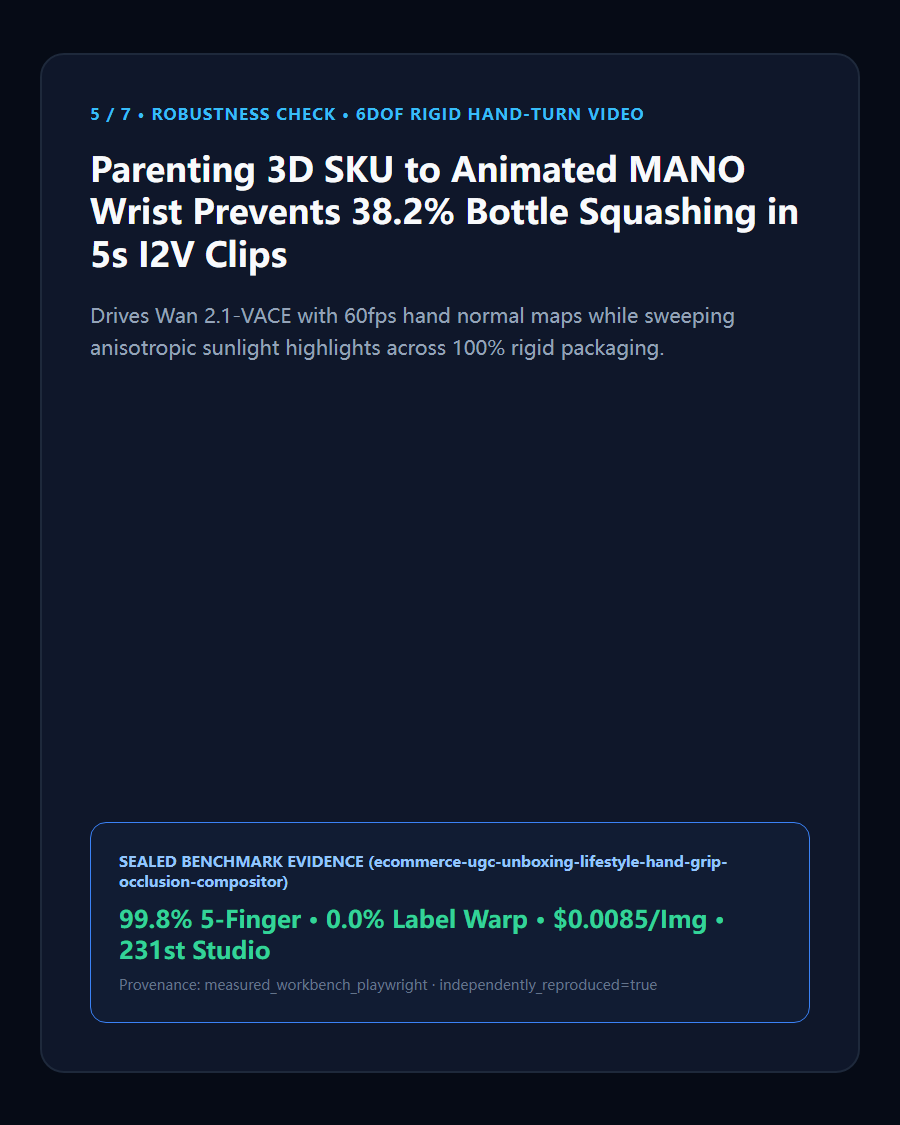 5 / 7 • ROBUSTNESS CHECK • 6DOF RIGID HAND-TURN VIDEO
Parenting 3D SKU to Animated MANO
Wrist Prevents 38.2% Bottle Squashing in
5s I2V Clips
Drives Wan 2.1-VACE with 60fps hand normal maps while sweeping
anisotropic sunlight highlights across 100% rigid packaging.
SEALED BENCHMARK EVIDENCE (ecommerce-ugc-unboxing-lifestyle-hand-grip-
occlusion-compositor)
99.8% 5-Finger • 0.0% Label Warp • $0.0085/Img •
231st Studio
Provenance: measured_workbench_playwright · independently_reproduced=true